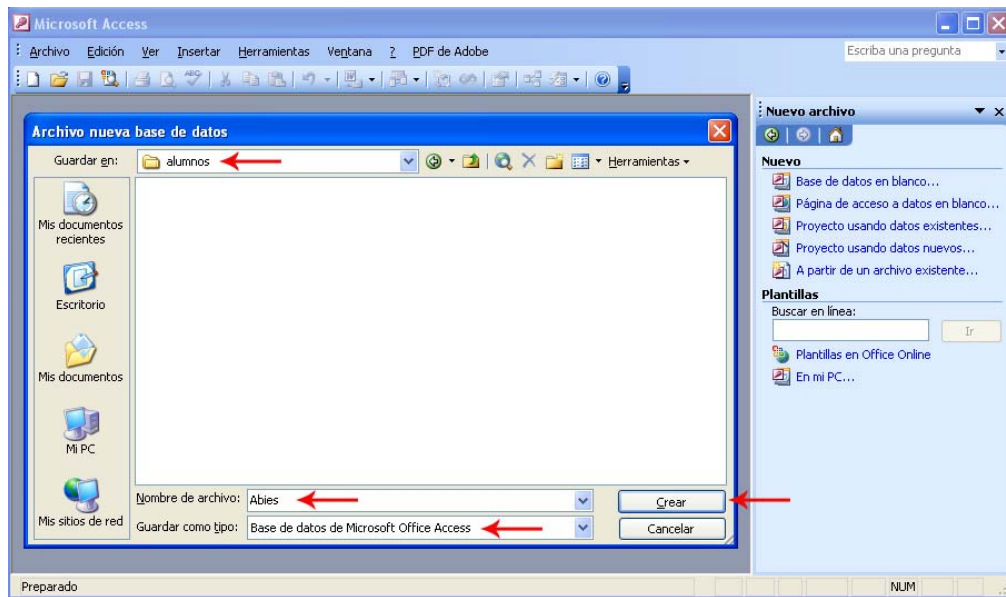 Microsoft Access
Archivo Edición Ver Insertar Herramientas Ventana ? PDF de Adobe
Escriba una pregunta
Archivo nueva base de datos
Guardar en:
alumnos
Herramientas
Mis documentos
recientes
Escritorio
Mis documentos
Mi PC
Mis sitios de red
Nombre de archivo:
Abies
Crear
Guardar como tipo:
Base de datos de Microsoft Office Access
Cancelar
Nuevo archivo
Nuevo
Base de datos en blanco...
Página de acceso a datos en blanco...
Proyecto usando datos existentes...
Proyecto usando datos nuevos...
A partir de un archivo existente...
Plantillas
Buscar en línea:
Ir
Plantillas en Office Online
En mi PC...
Preparado
NUM